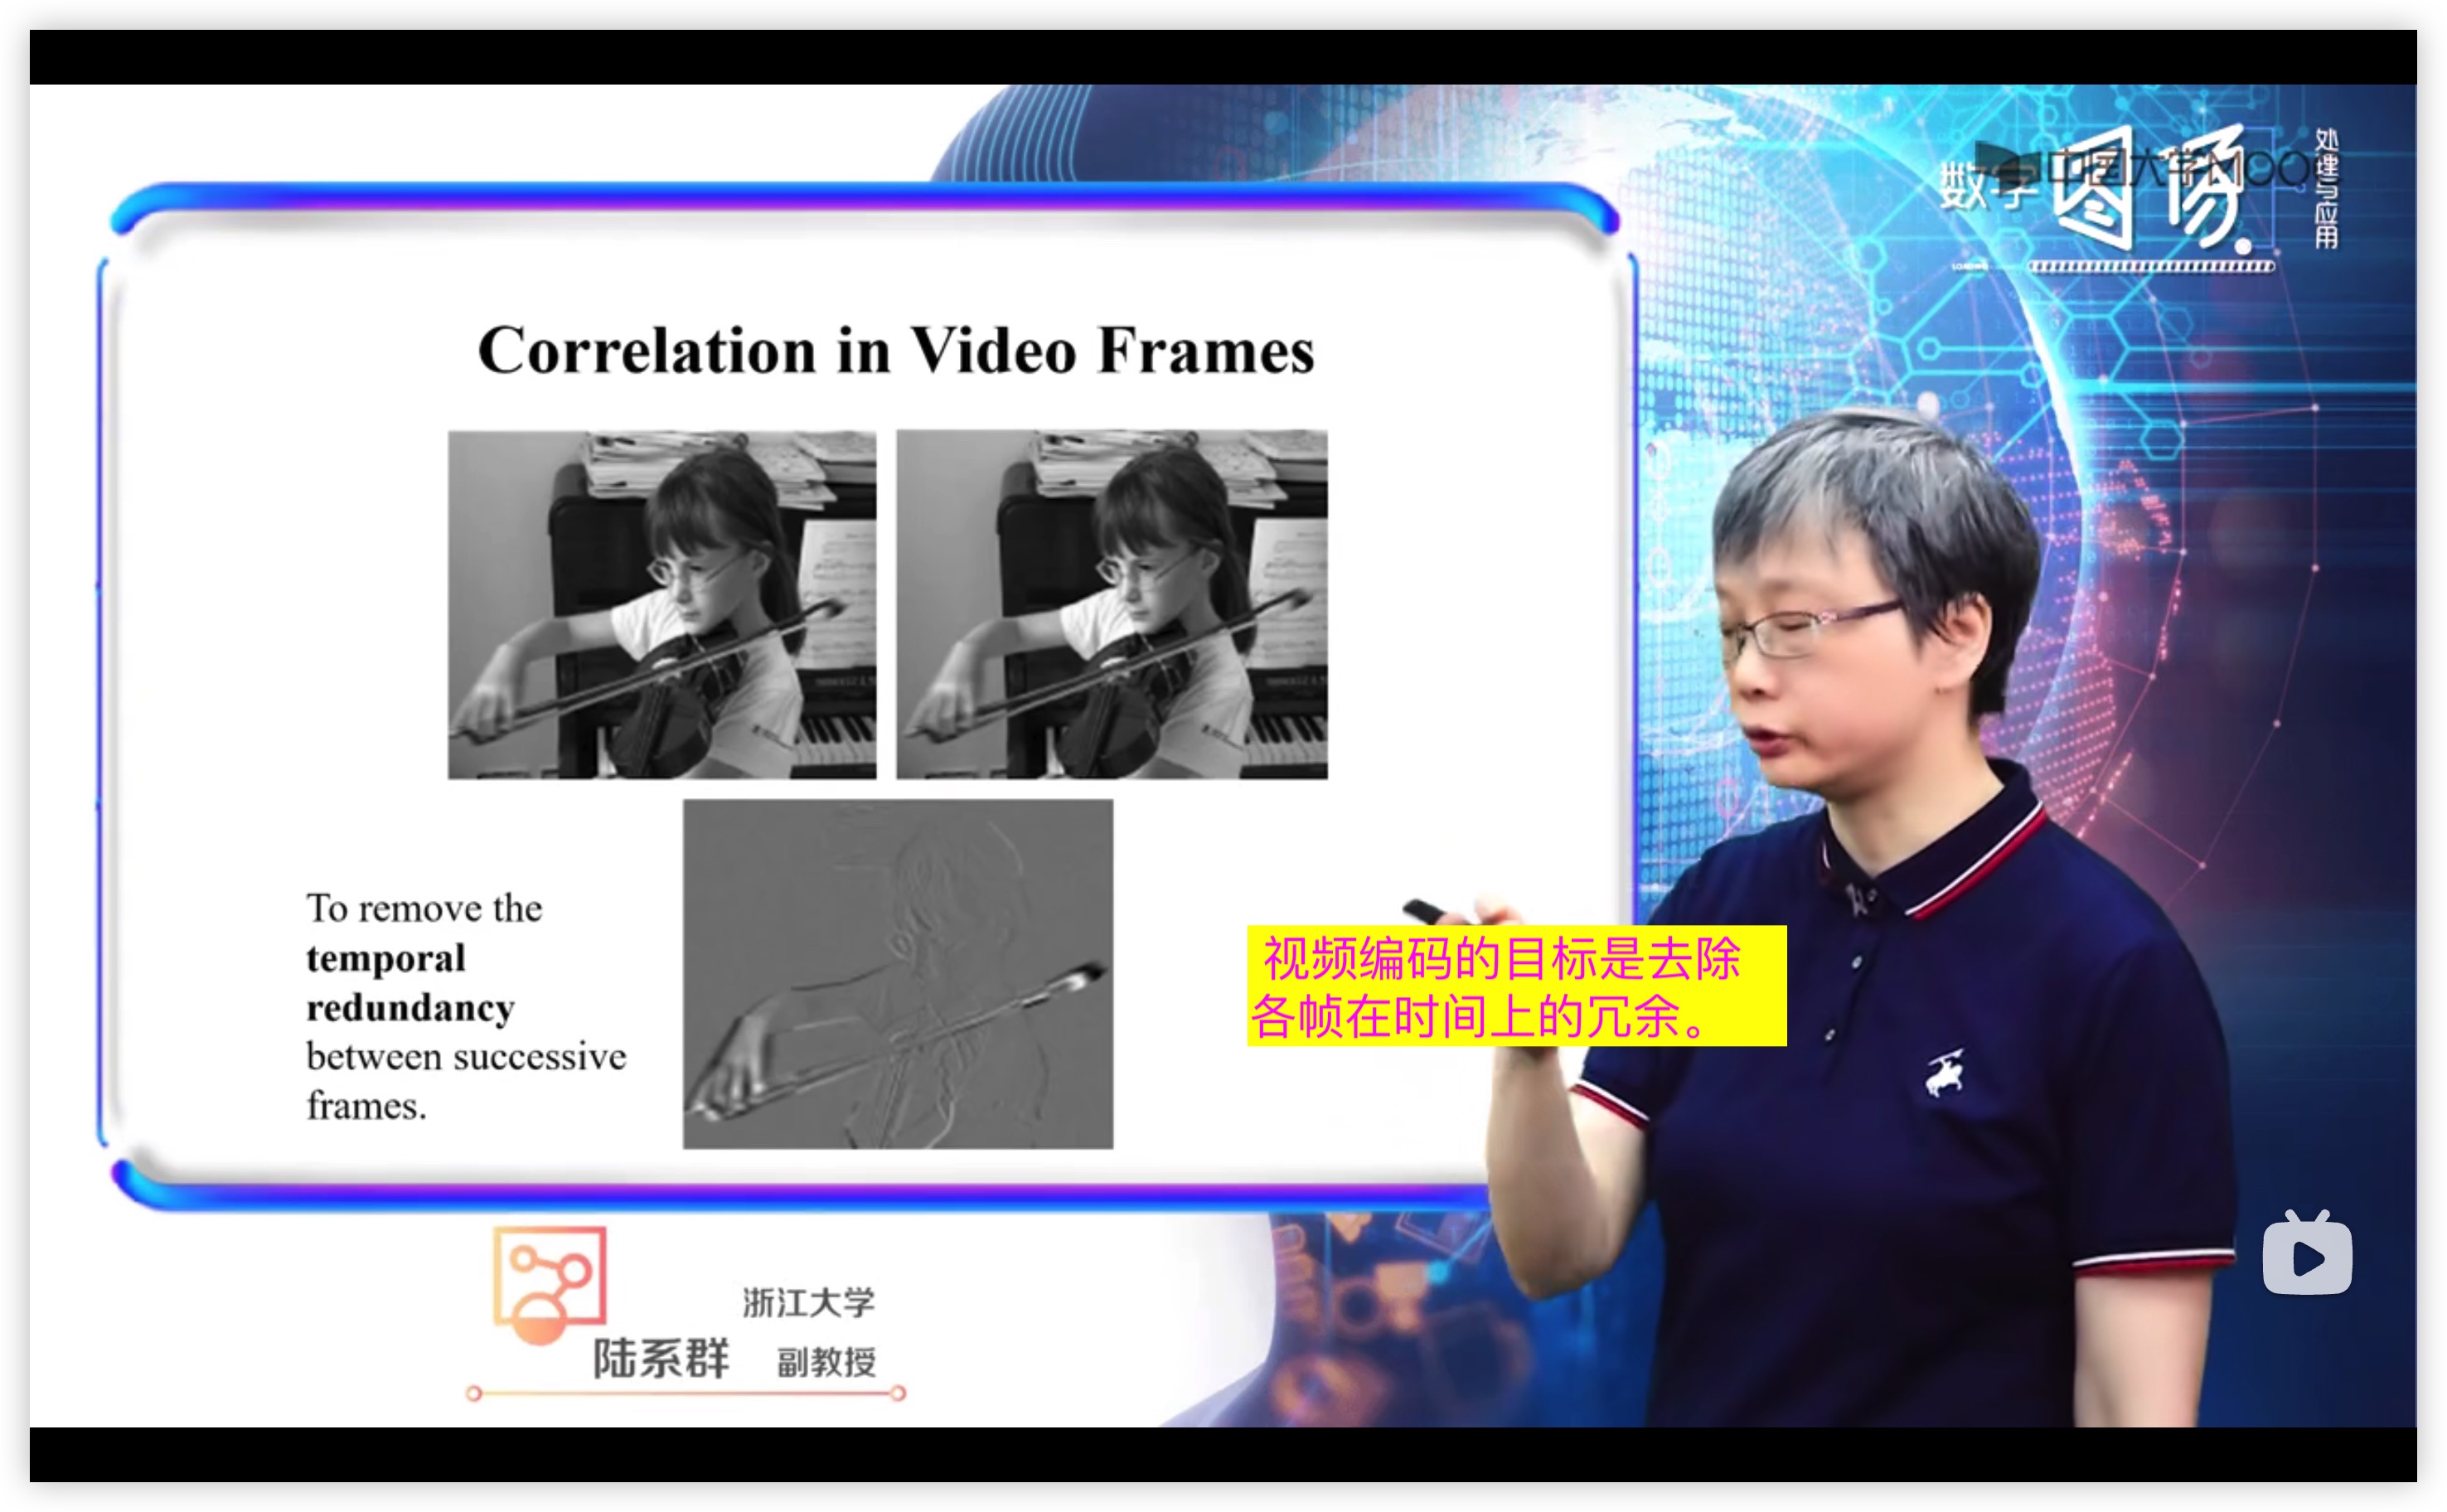 数字图像
处理与应用
中国大学MOOC
LOADING
Correlation in Video Frames
To remove the
temporal
redundancy
between successive
frames.
视频编码的目标是去除
各帧在时间上的冗余。
浙江大学
陆系群 副教授